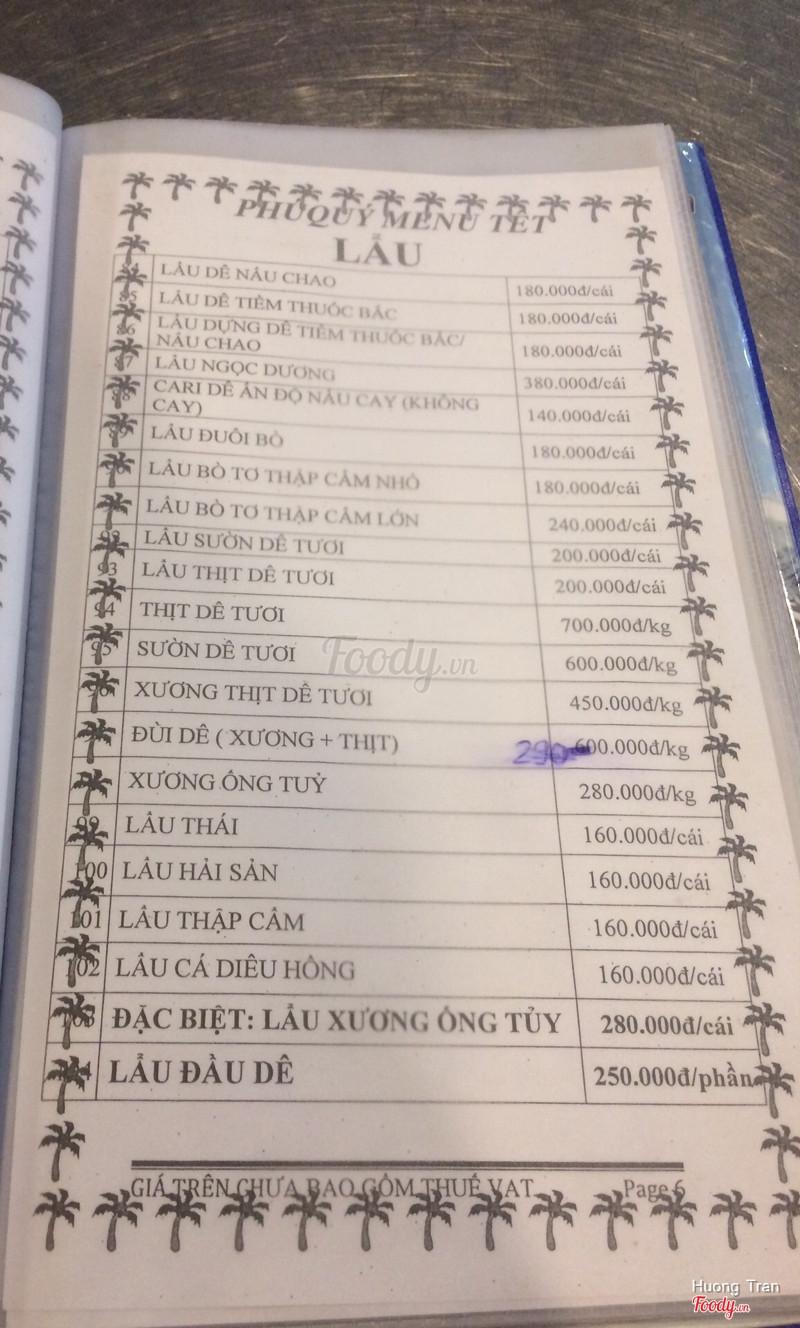 PHÚ QUÝ MENU TẾT
LẨU
LẨU DÊ NẤU CHAO 180.000đ/cái
85 LẨU DÊ TIỀM THUỐC BẮC 180.000đ/cái
86 LẨU DỰNG DÊ TIỀM THUỐC BẮC/
NẤU CHAO 180.000đ/cái
87 LẨU NGỌC DƯƠNG 380.000đ/cái
88 CARI DÊ ẤN ĐỘ NẤU CAY (KHÔNG
CAY) 140.000đ/cái
LẨU ĐUÔI BÒ 180.000đ/cái
LẨU BÒ TƠ THẬP CẨM NHỎ 180.000đ/cái
LẨU BÒ TƠ THẬP CẨM LỚN 240.000đ/cái
92 LẨU SƯỜN DÊ TƯƠI 200.000đ/cái
93 LẨU THỊT DÊ TƯƠI 200.000đ/cái
94 THỊT DÊ TƯƠI 700.000đ/kg
95 SƯỜN DÊ TƯƠI 600.000đ/kg
96 XƯƠNG THỊT DÊ TƯƠI 450.000đ/kg
ĐÙI DÊ ( XƯƠNG + THỊT) 290 600.000đ/kg
XƯƠNG ỐNG TUỶ 280.000đ/kg
99 LẨU THÁI 160.000đ/cái
100 LẨU HẢI SẢN 160.000đ/cái
101 LẨU THẬP CẨM 160.000đ/cái
102 LẨU CÁ DIÊU HỒNG 160.000đ/cái
103 ĐẶC BIỆT: LẨU XƯƠNG ỐNG TỦY 280.000đ/cái
LẨU ĐẦU DÊ 250.000đ/phần
GIÁ TRÊN CHƯA BAO GỒM THUẾ VAT Page 6
Foody.vn
Huong Tran
Foody.vn